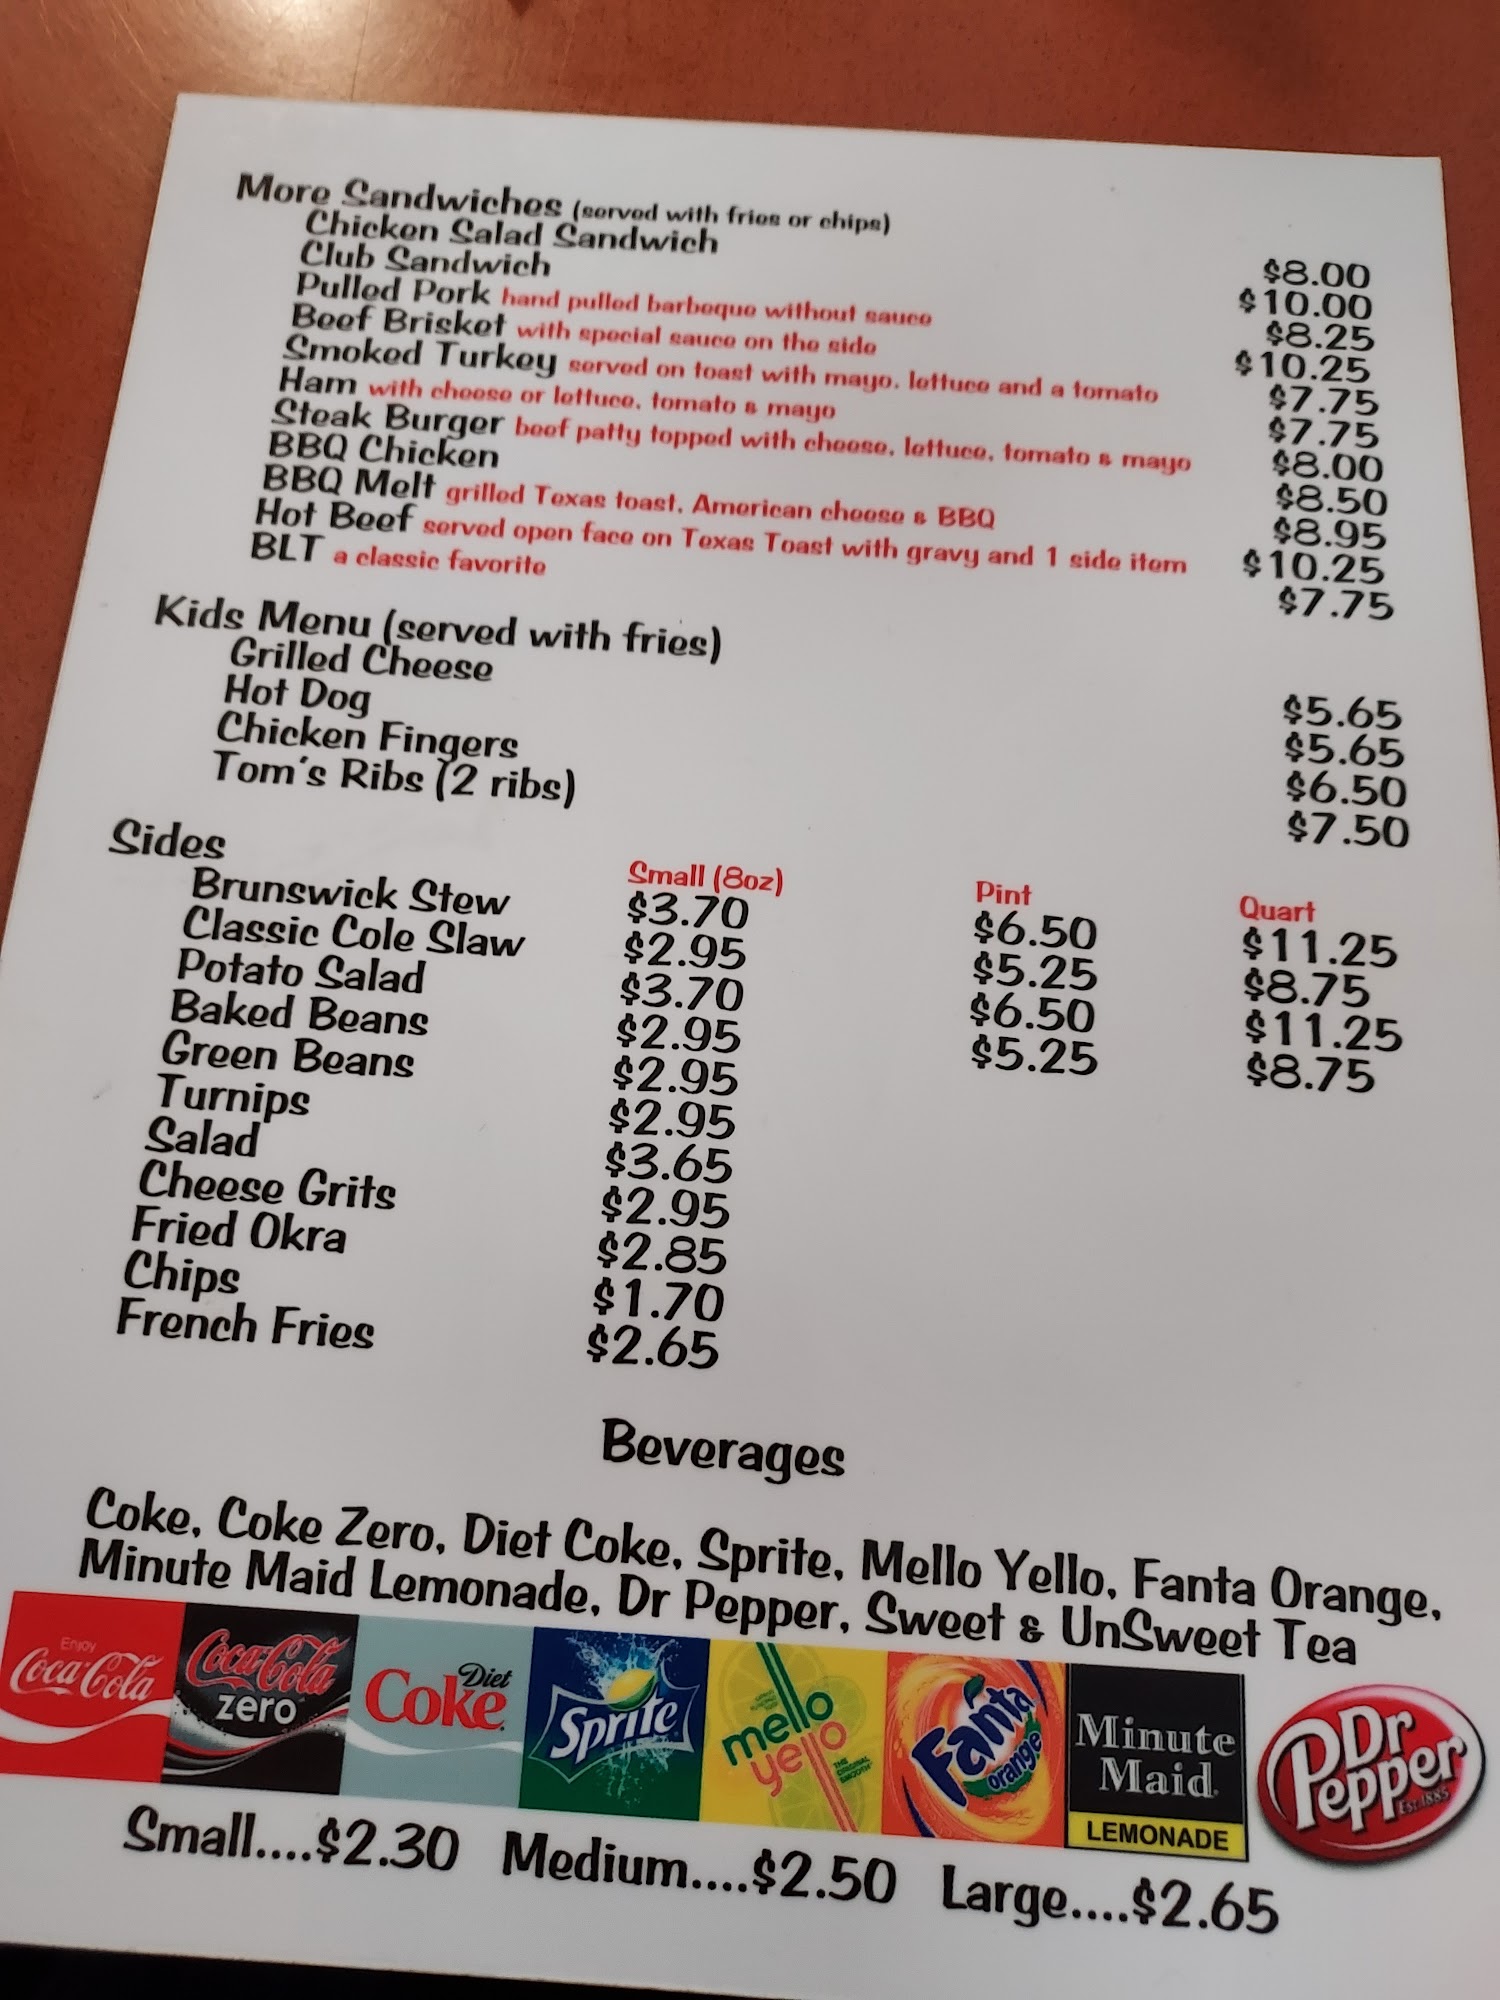 More Sandwiches (served with fries or chips)
Chicken Salad Sandwich $8.00
Club Sandwich $10.00
Pulled Pork hand pulled barbeque without sauce $8.25
Beef Brisket with special sauce on the side $10.25
Smoked Turkey served on toast with mayo, lettuce and a tomato $7.75
Ham with cheese or lettuce, tomato & mayo $7.75
Steak Burger beef patty topped with cheese, lettuce, tomato & mayo $8.00
BBQ Chicken $8.50
BBQ Melt grilled Texas toast, American cheese & BBQ $8.95
Hot Beef served open face on Texas Toast with gravy and 1 side item $10.25
BLT a classic favorite $7.75
Kids Menu (served with fries)
Grilled Cheese $5.65
Hot Dog $5.65
Chicken Fingers $6.50
Tom's Ribs (2 ribs) $7.50
Sides Small (8oz) Pint Quart
Brunswick Stew $3.70 $6.50 $11.25
Classic Cole Slaw $2.95 $5.25 $8.75
Potato Salad $3.70 $6.50 $11.25
Baked Beans $2.95 $5.25 $8.75
Green Beans $2.95
Turnips $2.95
Salad $3.65
Cheese Grits $2.95
Fried Okra $2.85
Chips $1.70
French Fries $2.65
Beverages
Coke, Coke Zero, Diet Coke, Sprite, Mello Yello, Fanta Orange,
Minute Maid Lemonade, Dr Pepper, Sweet & UnSweet Tea
Enjoy
Coca-Cola
Coca-Cola
zero
Diet
Coke
Sprite
mello
yello
THE ORIGINAL SMOOTH
Fanta
orange
Minute
Maid
LEMONADE
Dr
Pepper
Est. 1885
Small....$2.30 Medium....$2.50 Large....$2.65